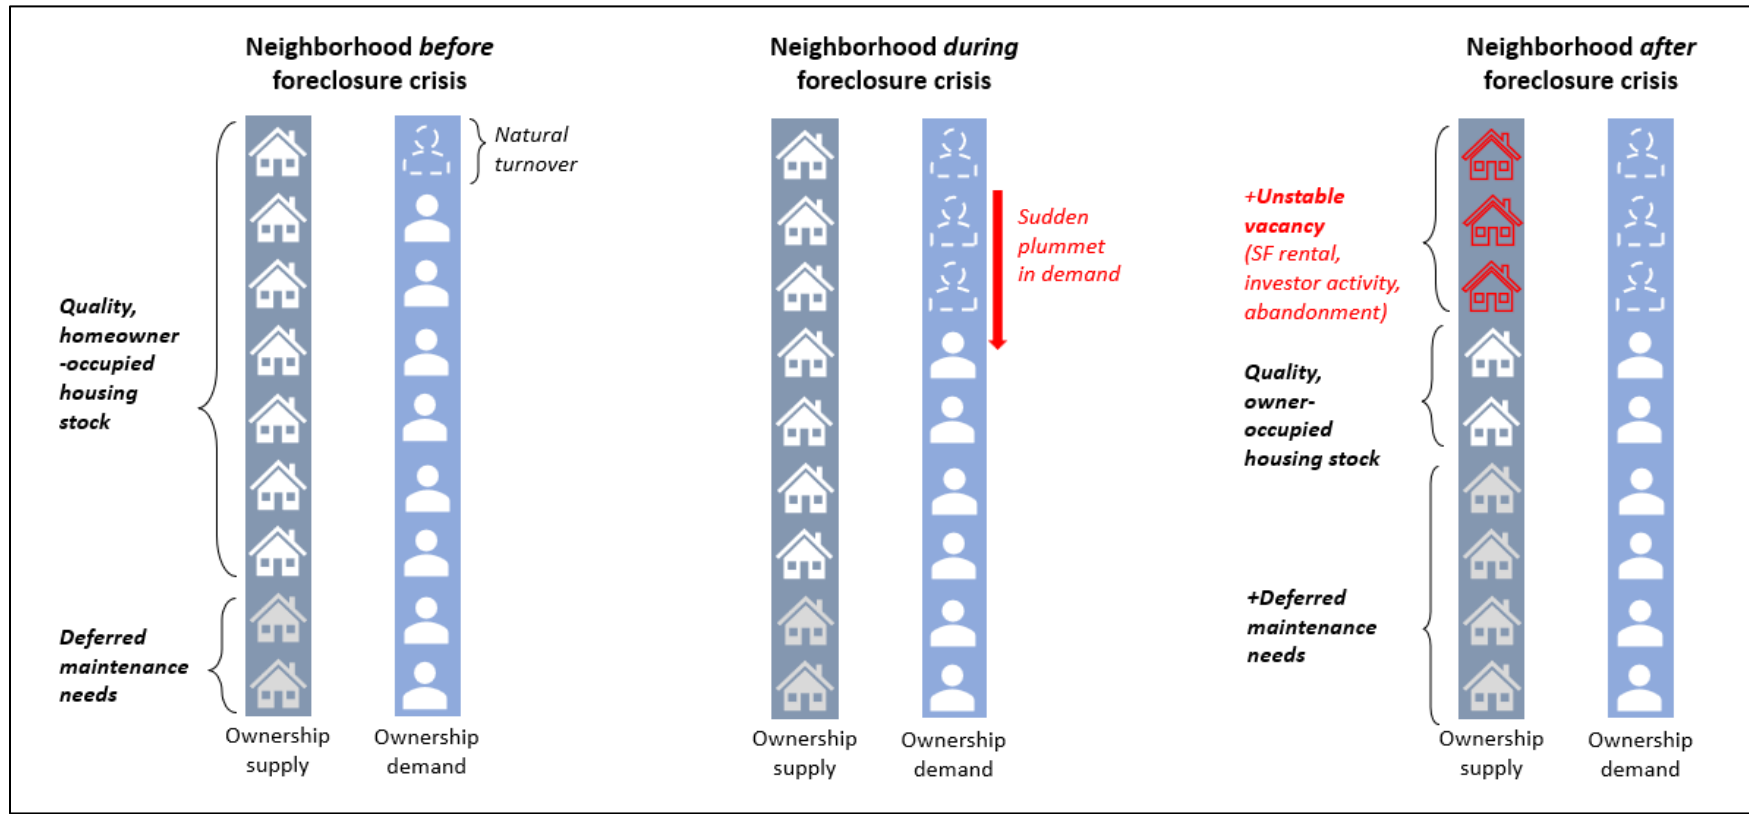 Neighborhood before
foreclosure crisis
Natural
turnover
Quality,
homeowner
-occupied
housing
stock
Deferred
maintenance
needs
Ownership
supply
Ownership
demand
Neighborhood during
foreclosure crisis
Sudden
plummet
in demand
Ownership
supply
Ownership
demand
Neighborhood after
foreclosure crisis
+Unstable
vacancy
(SF rental,
investor activity,
abandonment)
Quality,
owner-
occupied
housing stock
+Deferred
maintenance
needs
Ownership
supply
Ownership
demand